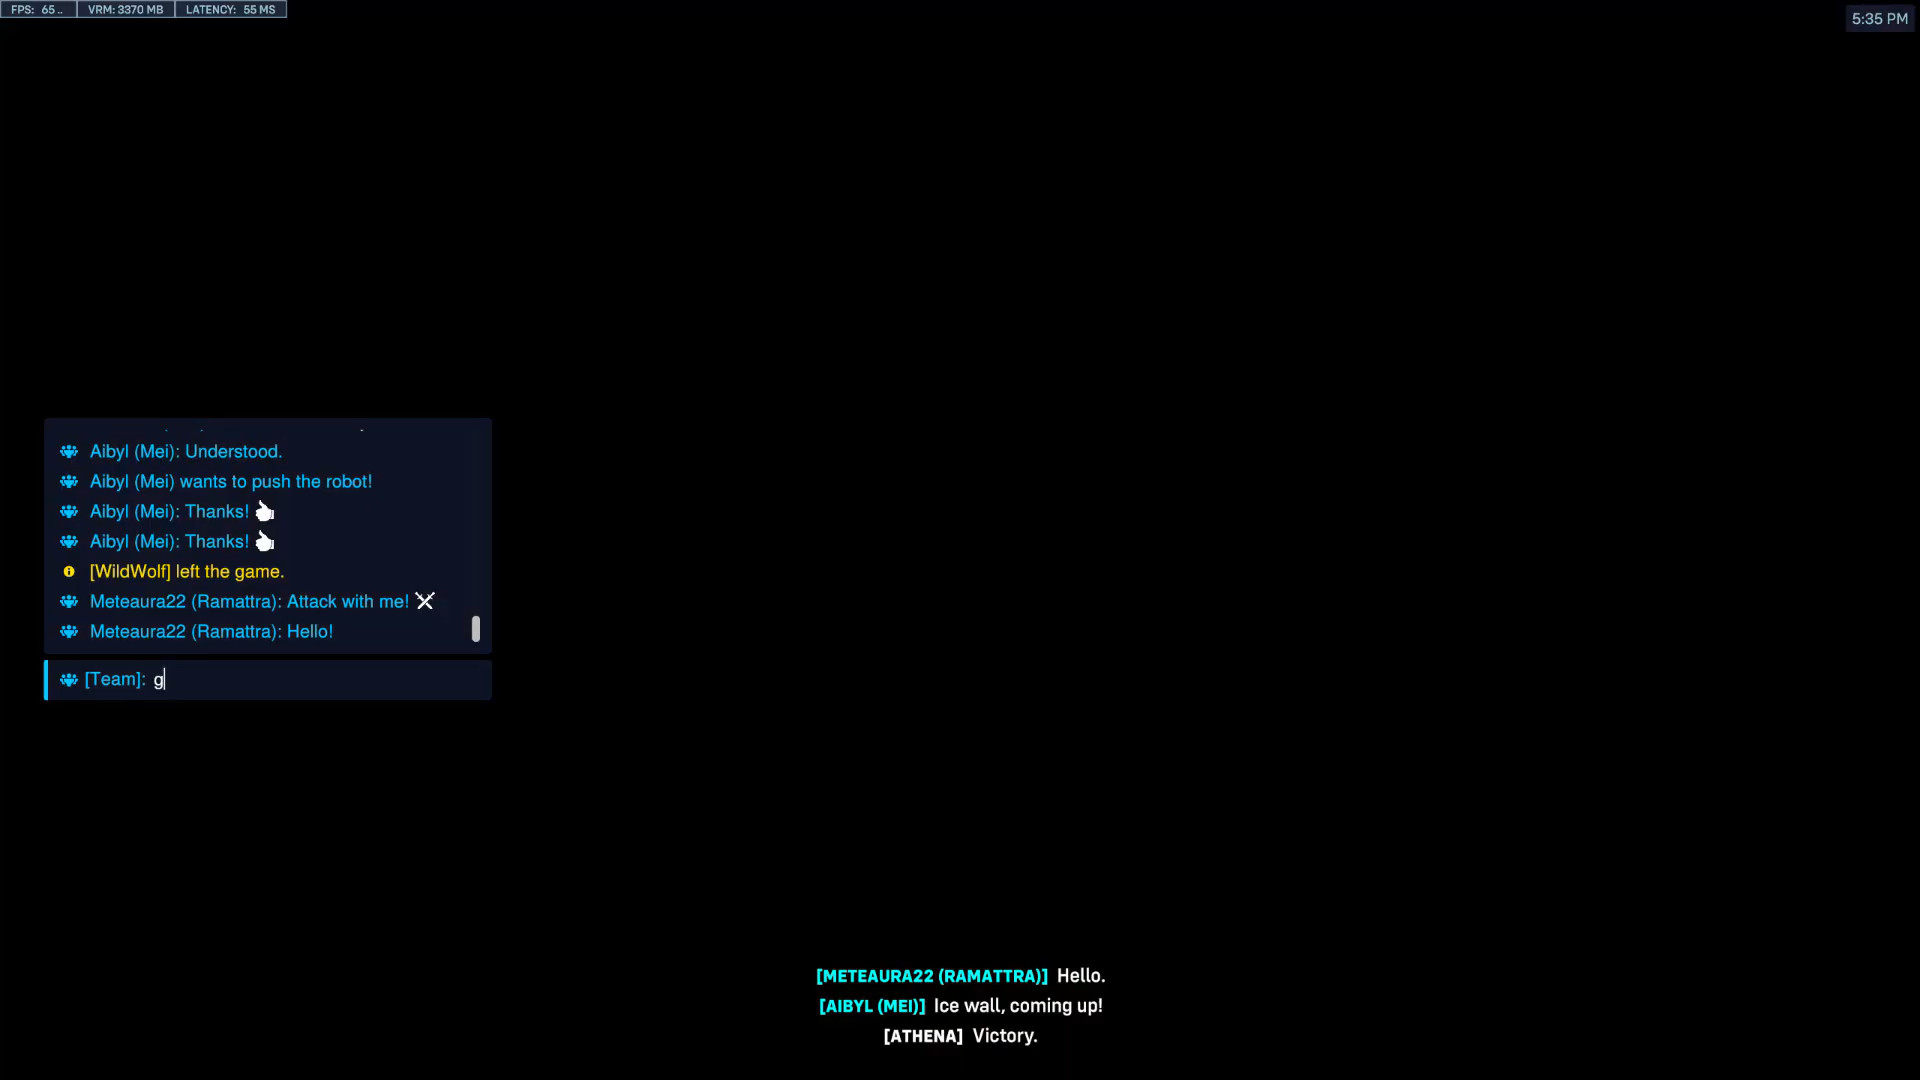 FPS: 65 ..
VRM: 3370 MB
LATENCY: 55 MS
5:35 PM
Aibyl (Mei): Understood.
Aibyl (Mei) wants to push the robot!
Aibyl (Mei): Thanks!
Aibyl (Mei): Thanks!
[WildWolf] left the game.
Meteaura22 (Ramattra): Attack with me!
Meteaura22 (Ramattra): Hello!
[Team]: g
[METEAURA22 (RAMATTRA)] Hello.
[AIBYL (MEI)] Ice wall, coming up!
[ATHENA] Victory.